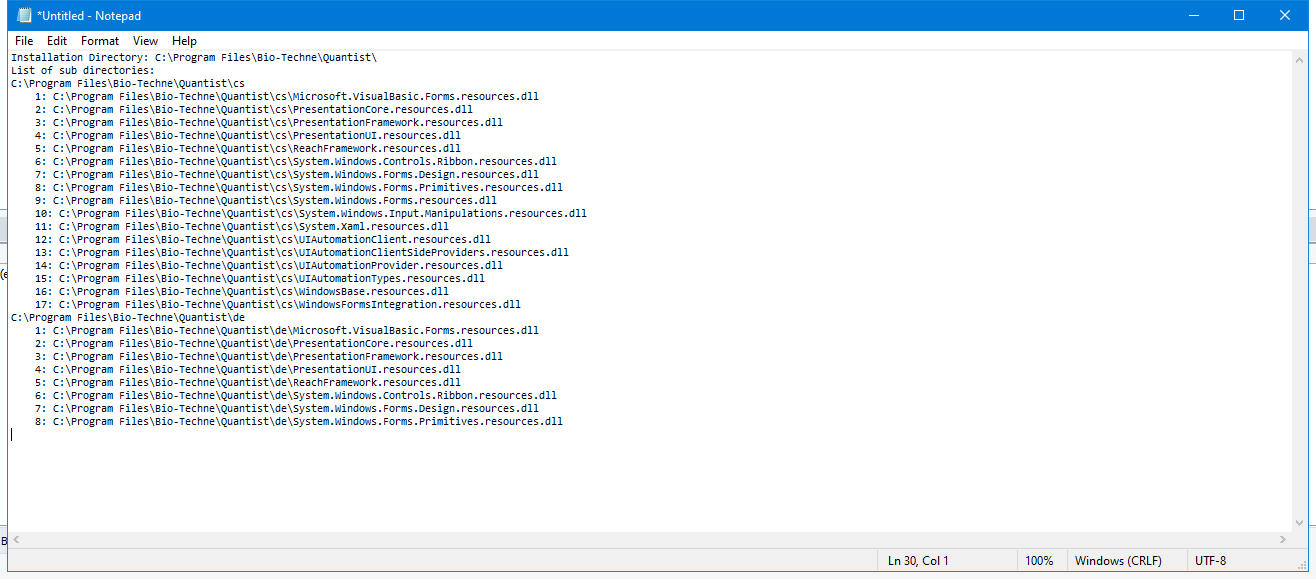 *Untitled - Notepad
File Edit Format View Help
Installation Directory: C:\Program Files\Bio-Techne\Quantist\
List of sub directories:
C:\Program Files\Bio-Techne\Quantist\cs
1: C:\Program Files\Bio-Techne\Quantist\cs\Microsoft.VisualBasic.Forms.resources.dll
2: C:\Program Files\Bio-Techne\Quantist\cs\PresentationCore.resources.dll
3: C:\Program Files\Bio-Techne\Quantist\cs\PresentationFramework.resources.dll
4: C:\Program Files\Bio-Techne\Quantist\cs\PresentationUI.resources.dll
5: C:\Program Files\Bio-Techne\Quantist\cs\ReachFramework.resources.dll
6: C:\Program Files\Bio-Techne\Quantist\cs\System.Windows.Controls.Ribbon.resources.dll
7: C:\Program Files\Bio-Techne\Quantist\cs\System.Windows.Forms.Design.resources.dll
8: C:\Program Files\Bio-Techne\Quantist\cs\System.Windows.Forms.Primitives.resources.dll
9: C:\Program Files\Bio-Techne\Quantist\cs\System.Windows.Forms.resources.dll
10: C:\Program Files\Bio-Techne\Quantist\cs\System.Windows.Input.Manipulations.resources.dll
11: C:\Program Files\Bio-Techne\Quantist\cs\System.Xaml.resources.dll
12: C:\Program Files\Bio-Techne\Quantist\cs\UIAutomationClient.resources.dll
13: C:\Program Files\Bio-Techne\Quantist\cs\UIAutomationClientSideProviders.resources.dll
14: C:\Program Files\Bio-Techne\Quantist\cs\UIAutomationProvider.resources.dll
15: C:\Program Files\Bio-Techne\Quantist\cs\UIAutomationTypes.resources.dll
16: C:\Program Files\Bio-Techne\Quantist\cs\WindowsBase.resources.dll
17: C:\Program Files\Bio-Techne\Quantist\cs\WindowsFormsIntegration.resources.dll
C:\Program Files\Bio-Techne\Quantist\de
1: C:\Program Files\Bio-Techne\Quantist\de\Microsoft.VisualBasic.Forms.resources.dll
2: C:\Program Files\Bio-Techne\Quantist\de\PresentationCore.resources.dll
3: C:\Program Files\Bio-Techne\Quantist\de\PresentationFramework.resources.dll
4: C:\Program Files\Bio-Techne\Quantist\de\PresentationUI.resources.dll
5: C:\Program Files\Bio-Techne\Quantist\de\ReachFramework.resources.dll
6: C:\Program Files\Bio-Techne\Quantist\de\System.Windows.Controls.Ribbon.resources.dll
7: C:\Program Files\Bio-Techne\Quantist\de\System.Windows.Forms.Design.resources.dll
8: C:\Program Files\Bio-Techne\Quantist\de\System.Windows.Forms.Primitives.resources.dll
Ln 30, Col 1 100% Windows (CRLF) UTF-8